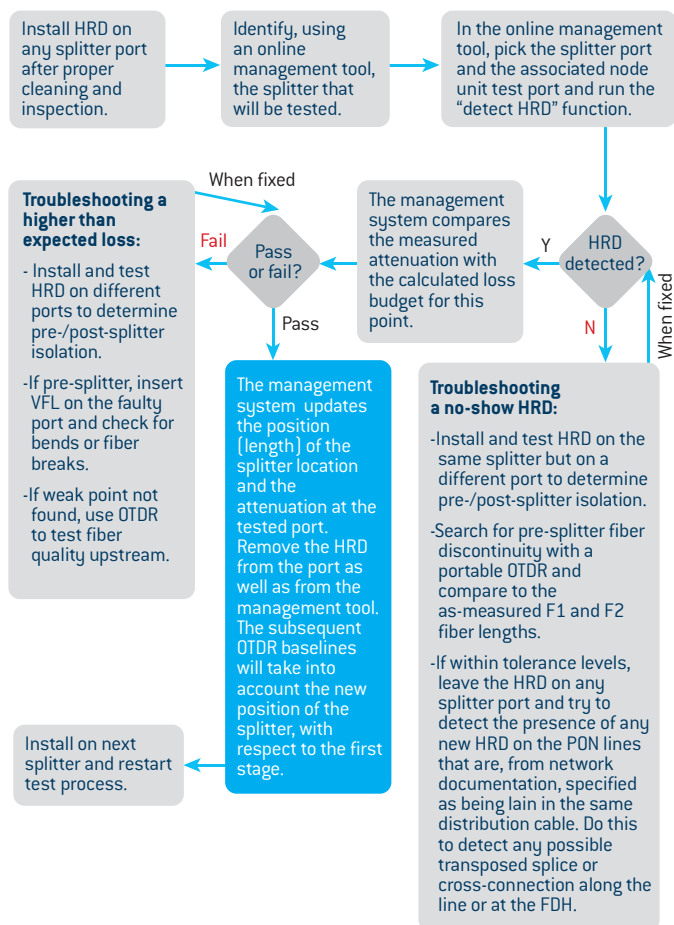 Install HRD on
any splitter port
after proper
cleaning and
inspection.
Identify, using
an online
management tool,
the splitter that
will be tested.
In the online management
tool, pick the splitter port
and the associated node
unit test port and run the
“detect HRD” function.
HRD
detected?
Y
N
When fixed
The management
system compares
the measured
attenuation with
the calculated loss
budget for this
point.
Pass
or fail?
Fail
When fixed
Pass
Troubleshooting a
higher than
expected loss:
- Install and test
HRD on different
ports to determine
pre-/post-splitter
isolation.
-If pre-splitter, insert
VFL on the faulty
port and check for
bends or fiber
breaks.
-If weak point not
found, use OTDR
to test fiber
quality upstream.
The management
system updates
the position
(length) of the
splitter location
and the
attenuation at the
tested port.
Remove the HRD
from the port as
well as from the
management tool.
The subsequent
OTDR baselines
will take into
account the new
position of the
splitter, with
respect to the first
stage.
Troubleshooting
a no-show HRD:
-Install and test HRD on the
same splitter but on a
different port to determine
pre-/post-splitter isolation.
-Search for pre-splitter fiber
discontinuity with a
portable OTDR and
compare to the
as-measured F1 and F2
fiber lengths.
-If within tolerance levels,
leave the HRD on any
splitter port and try to
detect the presence of any
new HRD on the PON lines
that are, from network
documentation, specified
as being lain in the same
distribution cable. Do this
to detect any possible
transposed splice or
cross-connection along the
line or at the FDH.
Install on next
splitter and restart
test process.